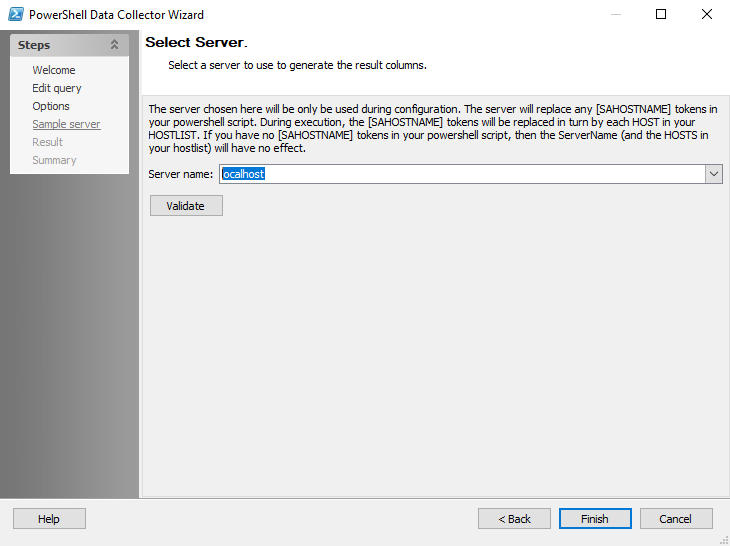 PowerShell Data Collector Wizard
Steps
Welcome
Edit query
Options
Sample server
Result
Summary
Select Server.
Select a server to use to generate the result columns.
The server chosen here will be only be used during configuration. The server will replace any [SAHOSTNAME] tokens in
your powershell script. During execution, the [SAHOSTNAME] tokens will be replaced in turn by each HOST in your
HOSTLIST. If you have no [SAHOSTNAME] tokens in your powershell script, then the ServerName (and the HOSTS in
your hostlist) will have no effect.
Server name: ocalhost
Validate
Help
< Back
Finish
Cancel